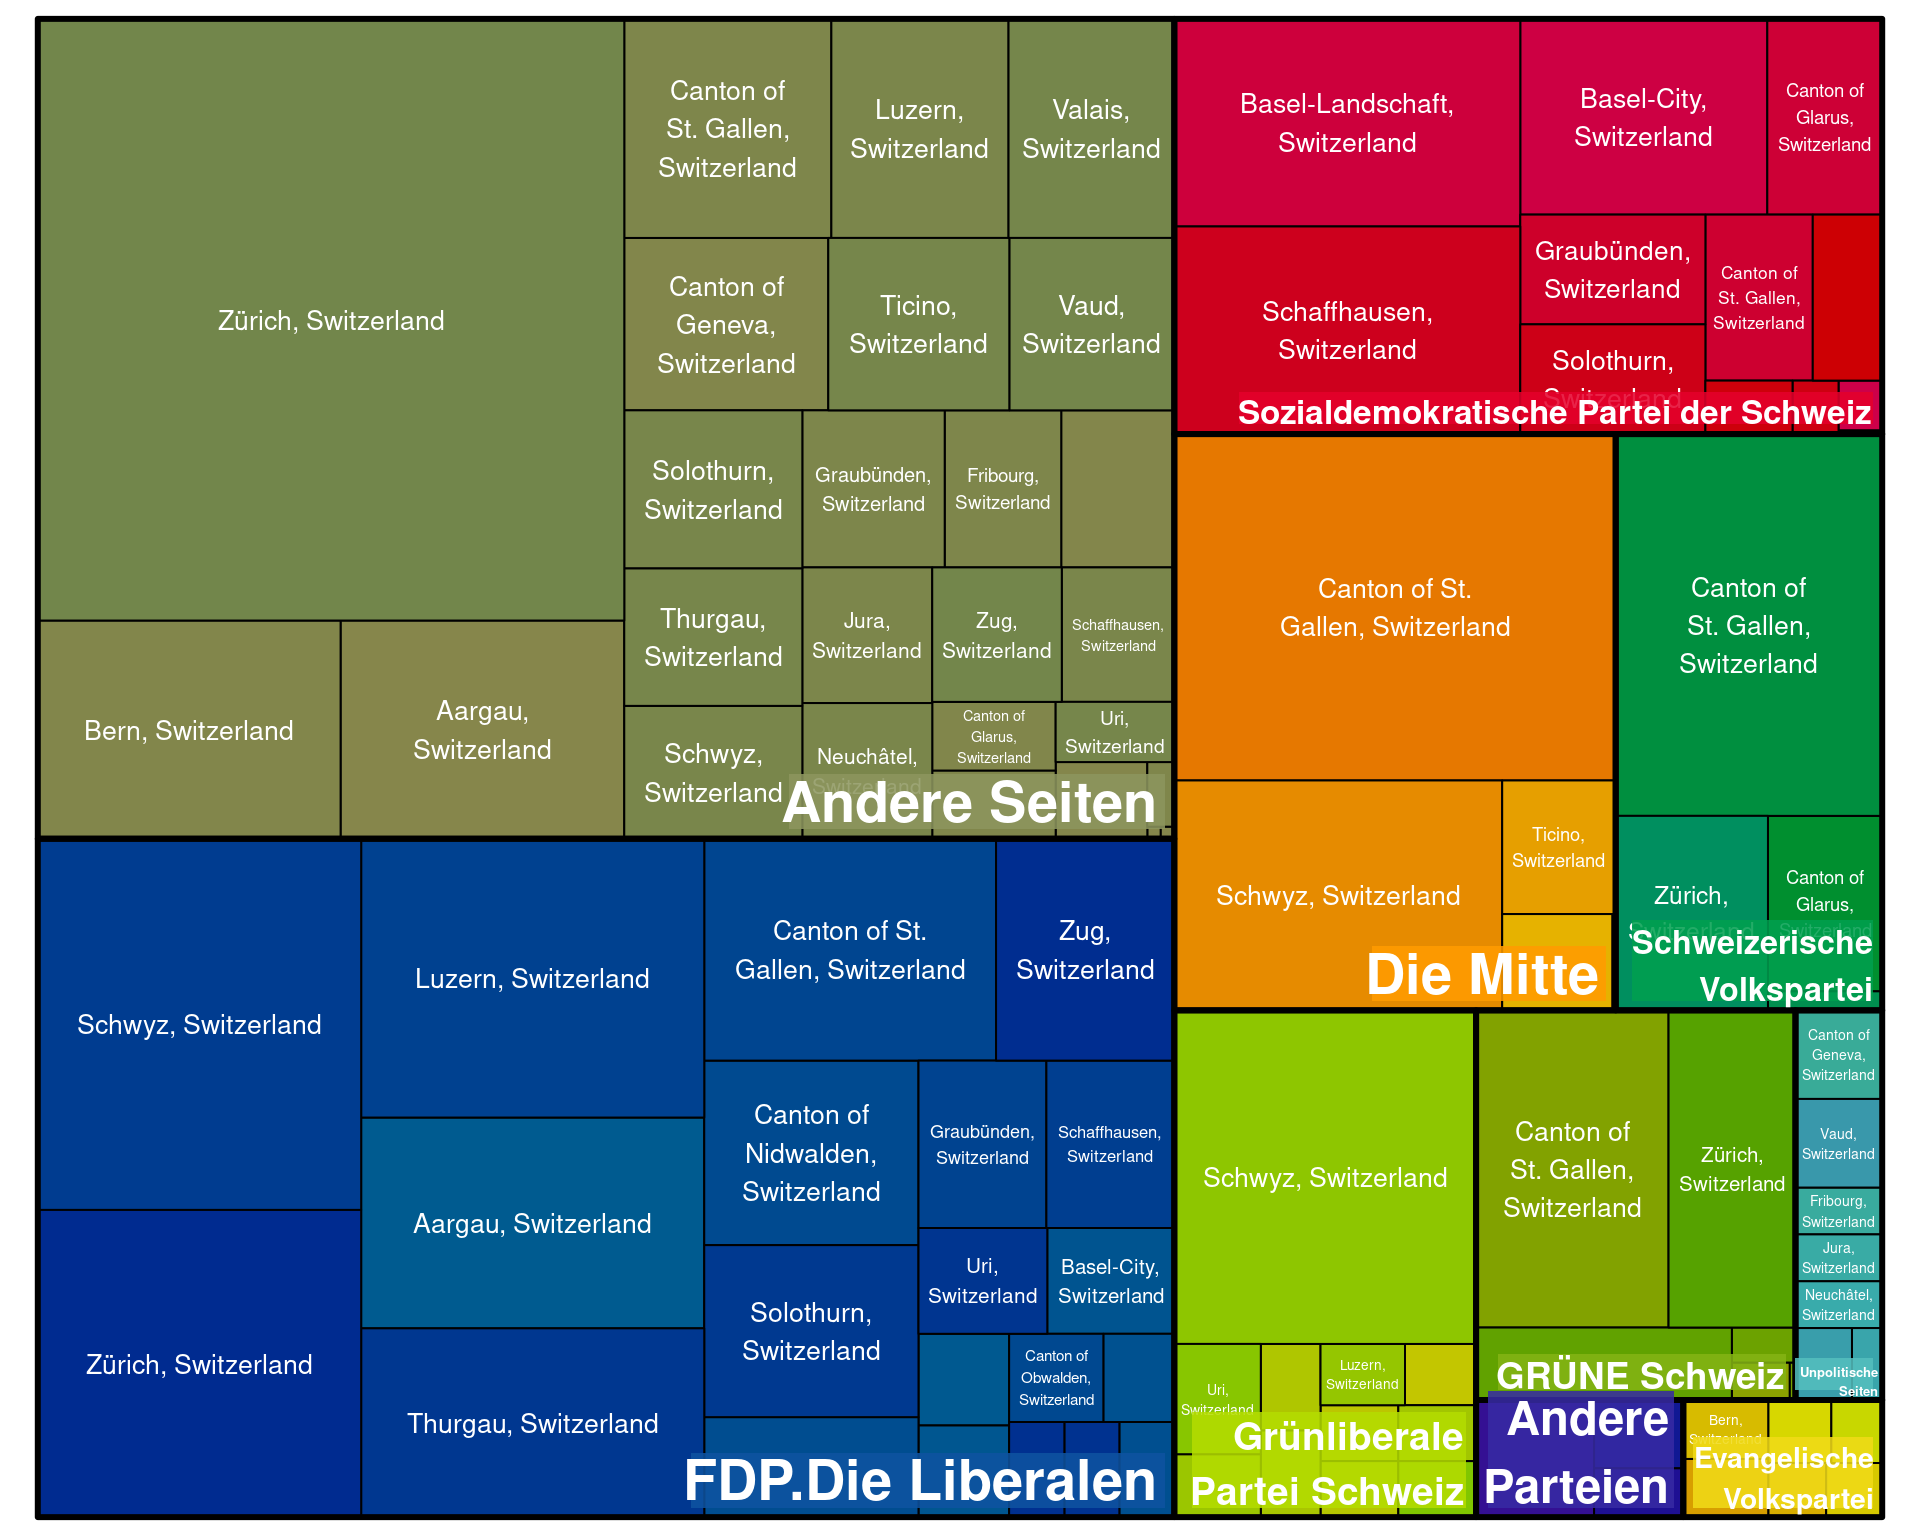 Zürich, Switzerland
Bern, Switzerland
Aargau,
Switzerland
Canton of
St. Gallen,
Switzerland
Luzern,
Switzerland
Valais,
Switzerland
Canton of
Geneva,
Switzerland
Ticino,
Switzerland
Vaud,
Switzerland
Solothurn,
Switzerland
Graubünden,
Switzerland
Fribourg,
Switzerland
Thurgau,
Switzerland
Jura,
Switzerland
Zug,
Switzerland
Schaffhausen,
Switzerland
Schwyz,
Switzerland
Neuchâtel,
Switzerland
Canton of
Glarus,
Switzerland
Uri,
Switzerland
Andere Seiten
Basel-Landschaft,
Switzerland
Basel-City,
Switzerland
Canton of
Glarus,
Switzerland
Schaffhausen,
Switzerland
Graubünden,
Switzerland
Canton of
St. Gallen,
Switzerland
Solothurn,
Switzerland
Sozialdemokratische Partei der Schweiz
Canton of St.
Gallen, Switzerland
Schwyz, Switzerland
Ticino,
Switzerland
Die Mitte
Canton of
St. Gallen,
Switzerland
Zürich,
Switzerland
Canton of
Glarus,
Switzerland
Schweizerische
Volkspartei
Schwyz, Switzerland
Zürich, Switzerland
Luzern, Switzerland
Aargau, Switzerland
Thurgau, Switzerland
Canton of St.
Gallen, Switzerland
Zug,
Switzerland
Canton of
Nidwalden,
Switzerland
Graubünden,
Switzerland
Schaffhausen,
Switzerland
Solothurn,
Switzerland
Uri,
Switzerland
Basel-City,
Switzerland
Canton of
Obwalden,
Switzerland
FDP.Die Liberalen
Schwyz, Switzerland
Uri,
Switzerland
Luzern,
Switzerland
Grünliberale
Partei Schweiz
Canton of
St. Gallen,
Switzerland
Zürich,
Switzerland
GRÜNE Schweiz
Canton of
Geneva,
Switzerland
Vaud,
Switzerland
Fribourg,
Switzerland
Jura,
Switzerland
Neuchâtel,
Switzerland
Unpolitische
Seiten
Andere
Parteien
Bern,
Switzerland
Evangelische
Volkspartei